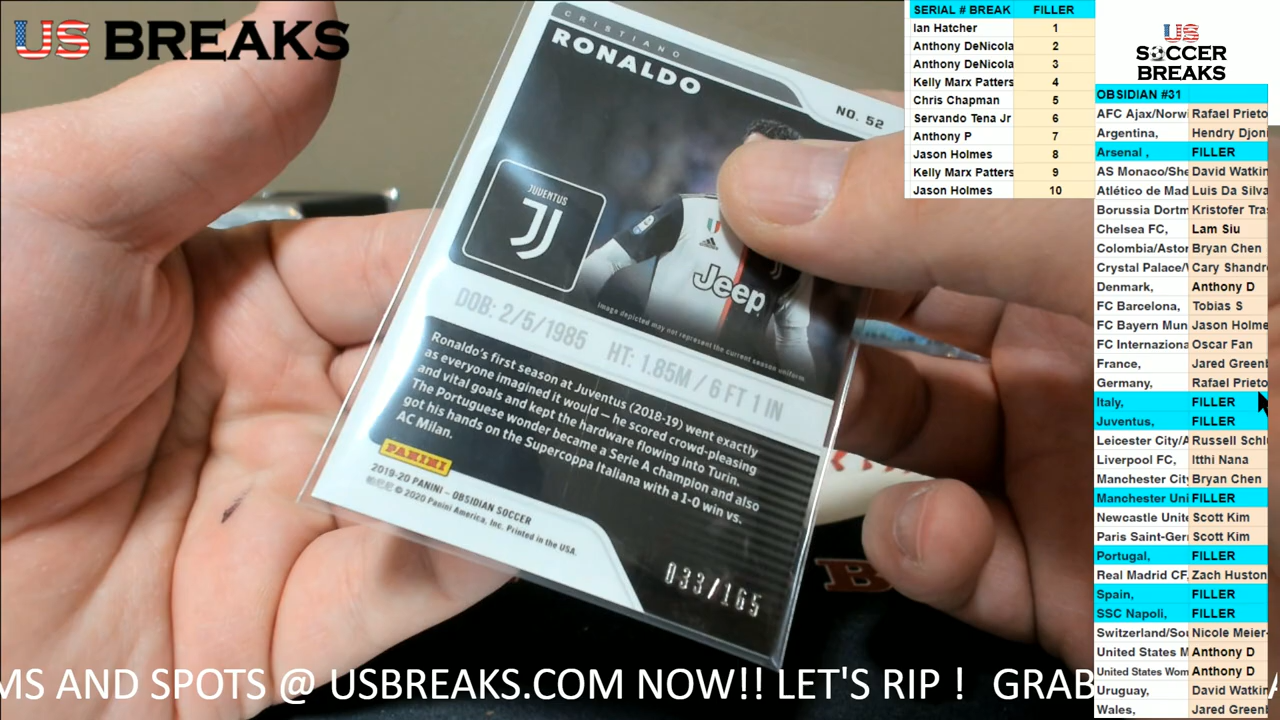 US BREAKS
CRISTIANO
RONALDO
NO. 52
JUVENTUS
Jeep
Image depicted may not represent the current season uniform.
DOB: 2/5/1985 HT: 1.85M / 6 FT 1 IN
Ronaldo's first season at Juventus (2018-19) went exactly
as everyone imagined it would — he scored crowd-pleasing
and vital goals and kept the hardware flowing into Turin.
The Portuguese wonder became a Serie A champion and also
got his hands on the Supercoppa Italiana with a 1-0 win vs.
AC Milan.
PANINI
2019-20 PANINI - OBSIDIAN SOCCER
© 2020 Panini America, Inc. Printed in the USA.
033/165
SERIAL # BREAK FILLER
Ian Hatcher 1
Anthony DeNicola 2
Anthony DeNicola 3
Kelly Marx Patters 4
Chris Chapman 5
Servando Tena Jr 6
Anthony P 7
Jason Holmes 8
Kelly Marx Patters 9
Jason Holmes 10
US
SOCCER
BREAKS
OBSIDIAN #31
AFC Ajax/Norwi Rafael Prieto
Argentina, Hendry Djoni
Arsenal , FILLER
AS Monaco/She David Watkin
Atlético de Mad Luis Da Silva
Borussia Dortm Kristofer Tras
Chelsea FC, Lam Siu
Colombia/Aston Bryan Chen
Crystal Palace/W Cary Shandro
Denmark, Anthony D
FC Barcelona, Tobias S
FC Bayern Mun Jason Holme
FC Internaziona Oscar Fan
France, Jared Greenb
Germany, Rafael Prieto
Italy, FILLER
Juventus, FILLER
Leicester City/A Russell Schlu
Liverpool FC, Itthi Nana
Manchester City Bryan Chen
Manchester Uni FILLER
Newcastle Unite Scott Kim
Paris Saint-Ger Scott Kim
Portugal, FILLER
Real Madrid CF, Zach Huston
Spain, FILLER
SSC Napoli, FILLER
Switzerland/Sou Nicole Meier-
United States M Anthony D
United States Wom Anthony D
Uruguay, David Watkin
Wales, Jared Greenb
MS AND SPOTS @ USBREAKS.COM NOW!! LET'S RIP ! GRAB